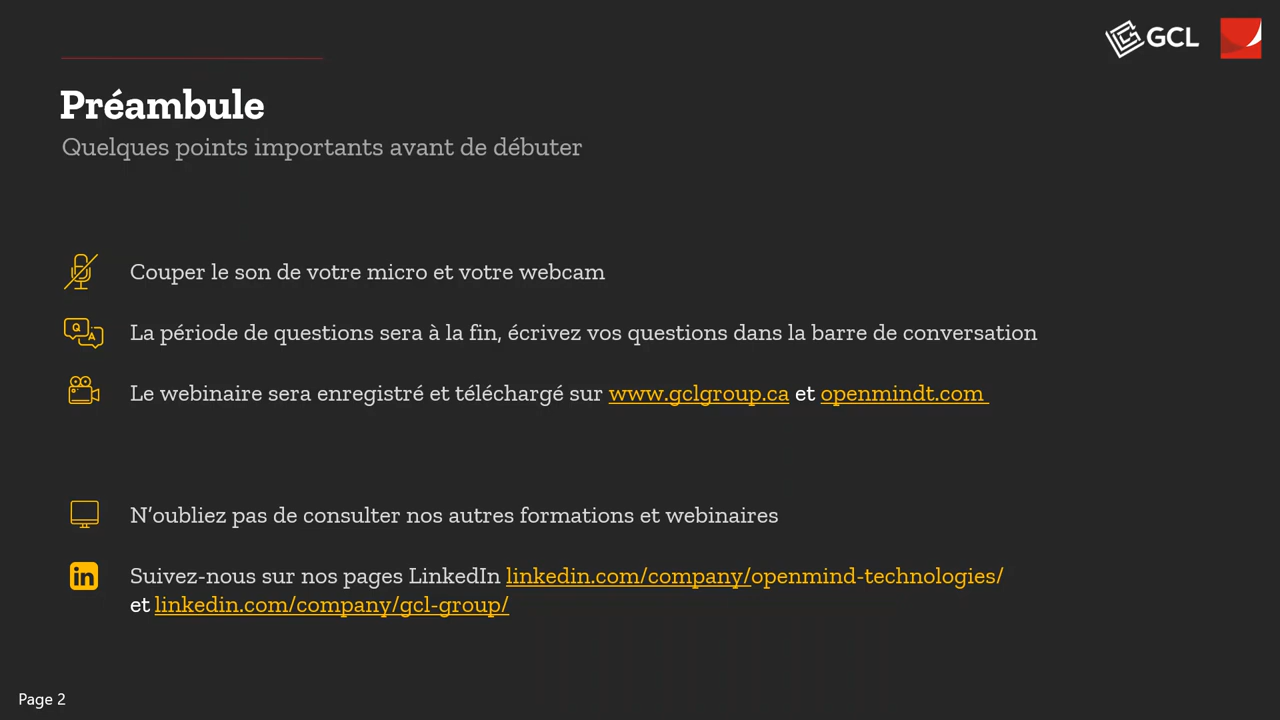 GCL
Préambule
Quelques points importants avant de débuter
Couper le son de votre micro et votre webcam
Q
A
La période de questions sera à la fin, écrivez vos questions dans la barre de conversation
Le webinaire sera enregistré et téléchargé sur www.gclgroup.ca et openmindt.com
N’oubliez pas de consulter nos autres formations et webinaires
in
Suivez-nous sur nos pages LinkedIn linkedin.com/company/openmind-technologies/
et linkedin.com/company/gcl-group/
Page 2